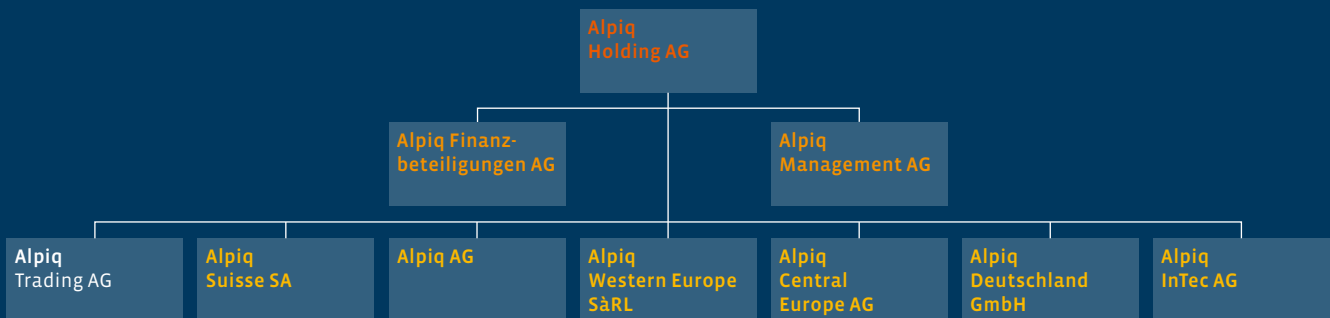 Alpiq
Holding AG
Alpiq Finanz-
beteiligungen AG
Alpiq
Management AG
Alpiq
Trading AG
Alpiq
Suisse SA
Alpiq AG
Alpiq
Western Europe
SàRL
Alpiq
Central
Europe AG
Alpiq
Deutschland
GmbH
Alpiq
InTec AG